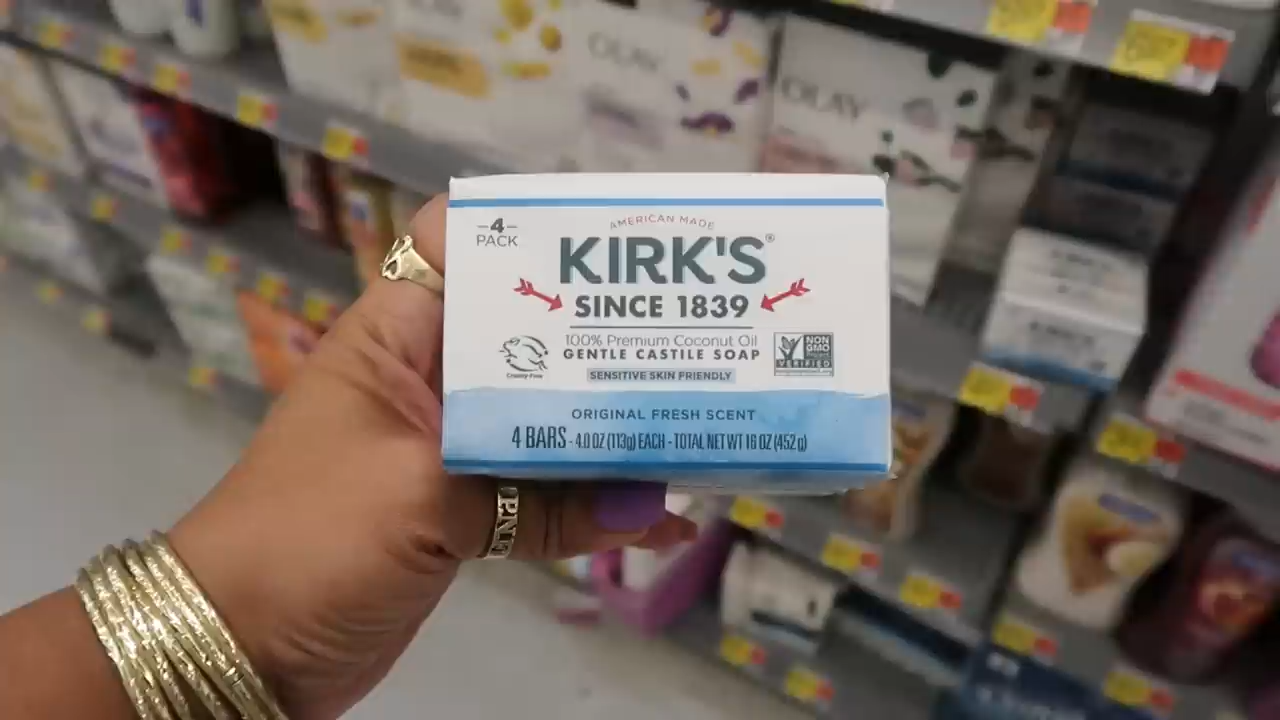 -4-
PACK
AMERICAN MADE
KIRK'S®
SINCE 1839
100% Premium Coconut Oil
GENTLE CASTILE SOAP
SENSITIVE SKIN FRIENDLY
Cruelty-Free
NON
GMO
VERIFIED
ORIGINAL FRESH SCENT
4 BARS - 4.0 OZ (113g) EACH - TOTAL NET WT 16 OZ (452g)
OLAY
OLAY
KIRK'S